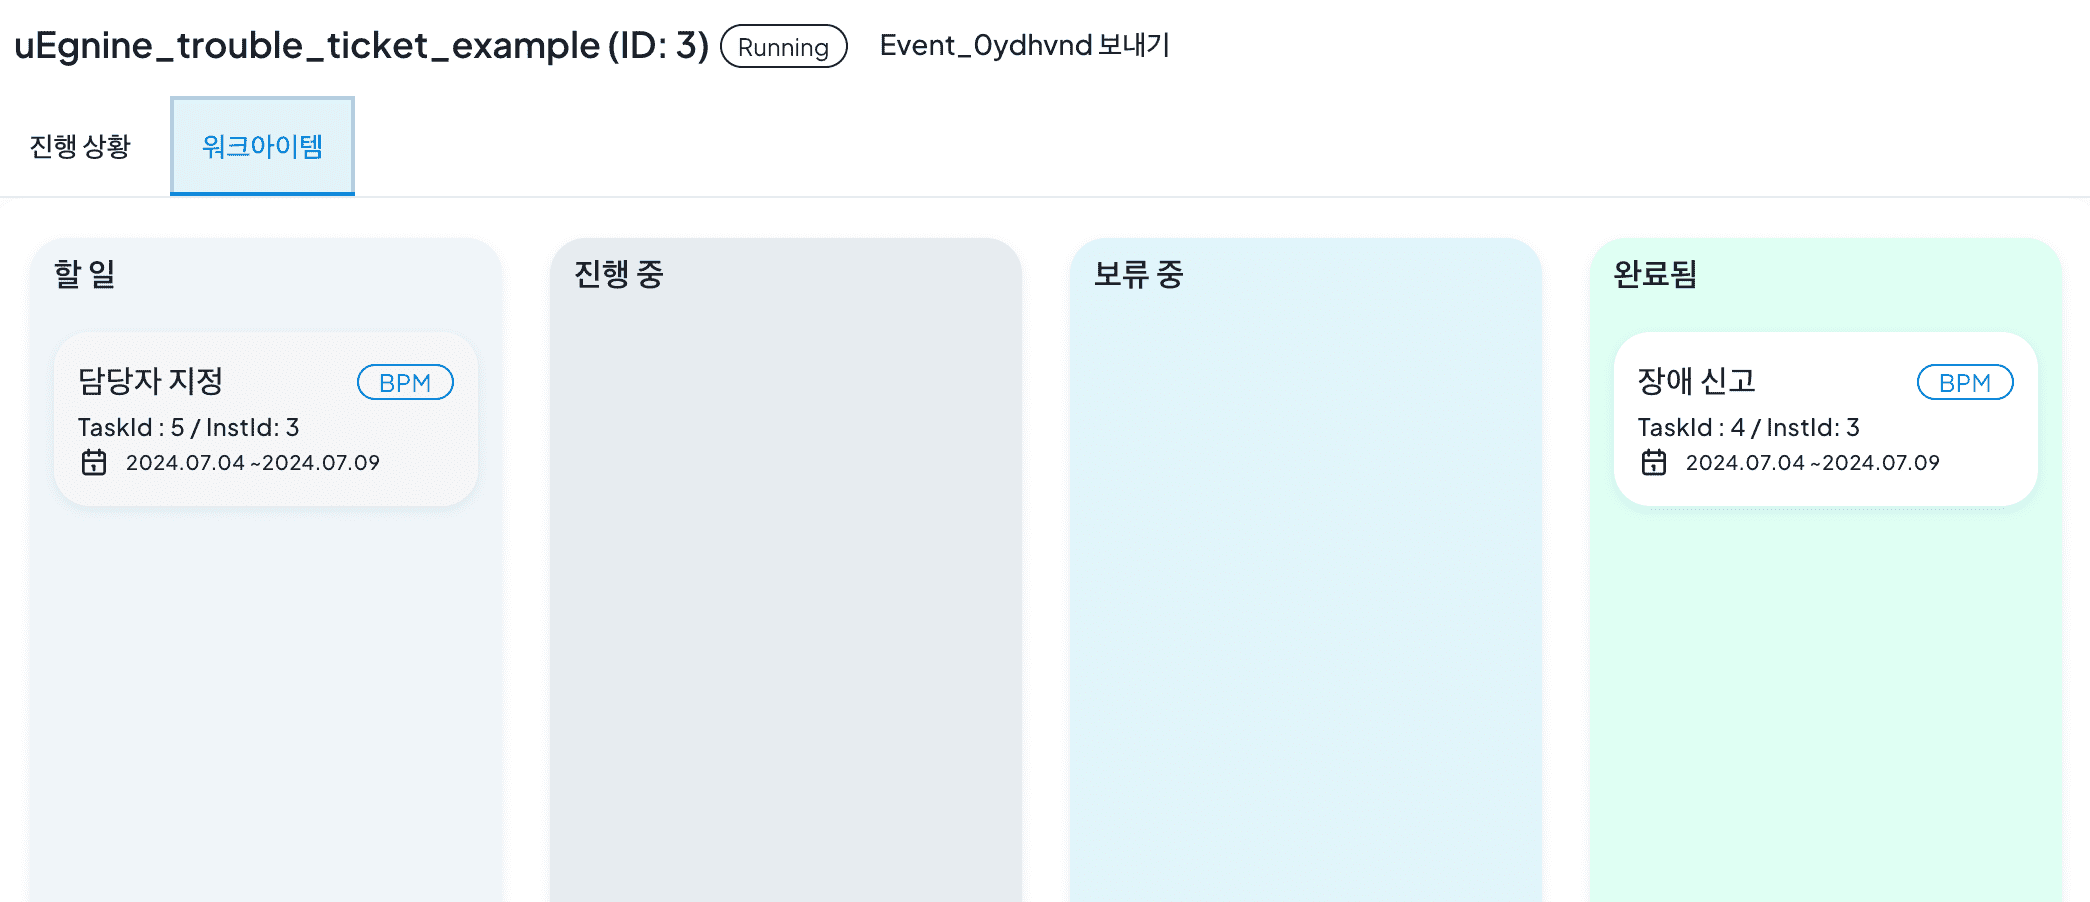 uEgnine_trouble_ticket_example (ID: 3) Running Event_0ydhvnd 보내기
진행 상황 워크아이템
할 일
담당자 지정 BPM
TaskId : 5 / InstId: 3
2024.07.04 ~2024.07.09
진행 중
보류 중
완료됨
장애 신고 BPM
TaskId : 4 / InstId: 3
2024.07.04 ~2024.07.09